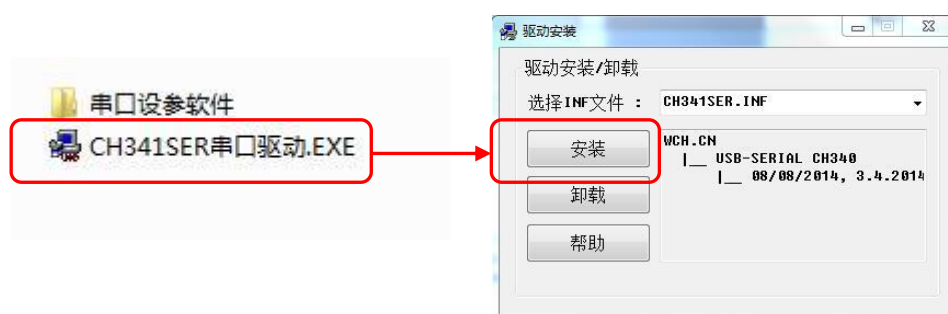 串口设参软件
CH341SER串口驱动.EXE
驱动安装
驱动安装/卸载
选择INF文件 :
CH341SER.INF
安装
卸载
帮助
WCH.CN
|__ USB-SERIAL CH340
|__ 08/08/2014, 3.4.2014